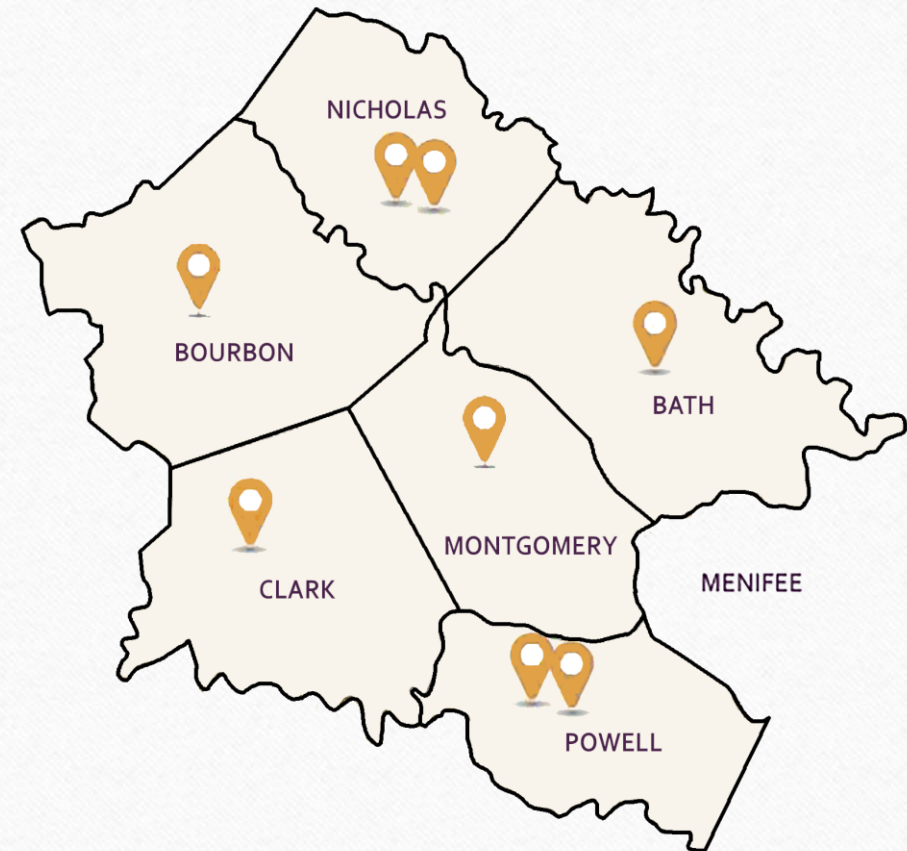 NICHOLAS
BOURBON
BATH
MONTGOMERY
MENIFEE
CLARK
POWELL